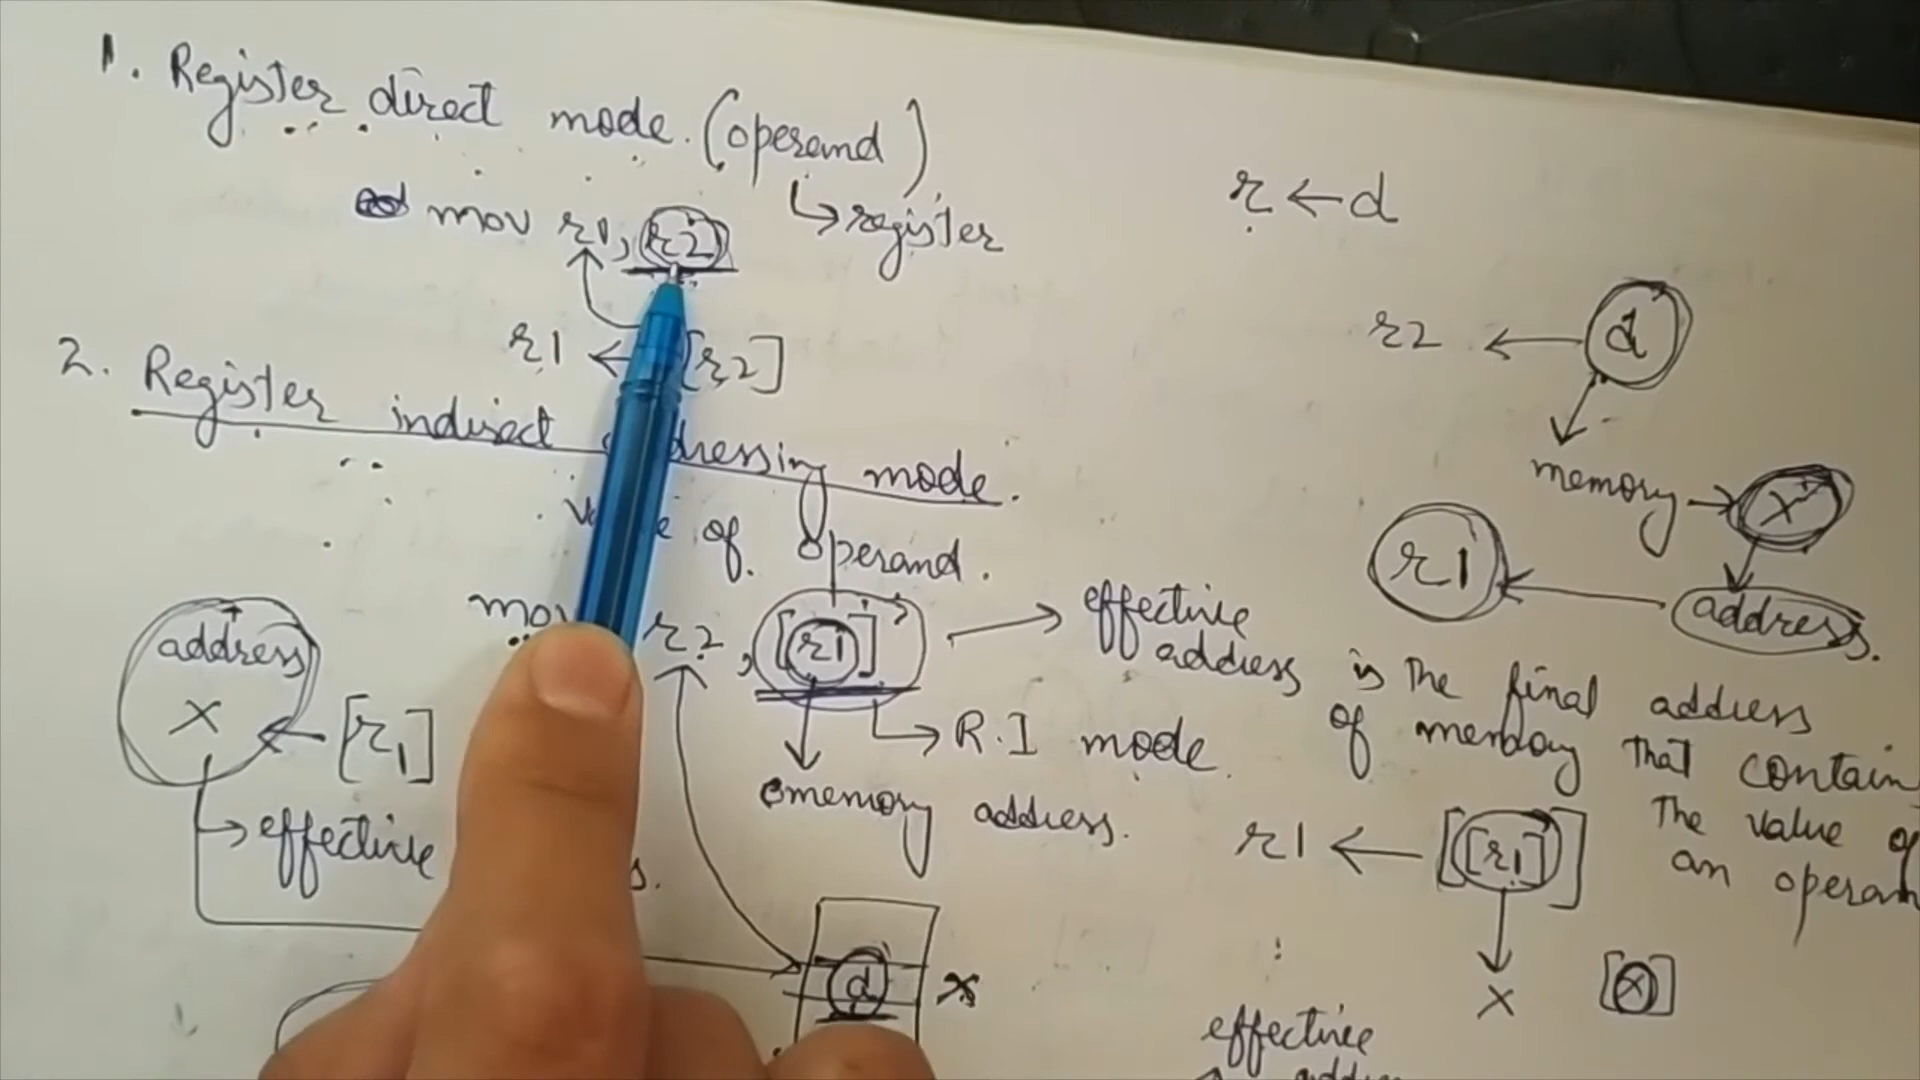 1. Register direct mode. (operand)
↳ register
mov r1, r2
r1 ← [r2]
2. Register indirect addressing mode.
of operand.
mov r2, [r1] → effective address is the final address
of memory that contain
The value of
an operan
→ R.I mode.
memory address.
address
X ← [r1]
→ effective
s.
d X
r ← d
r2 ← d
memory → X
r1 ← address.
r1 ← [[r1]]
X [X]
effective